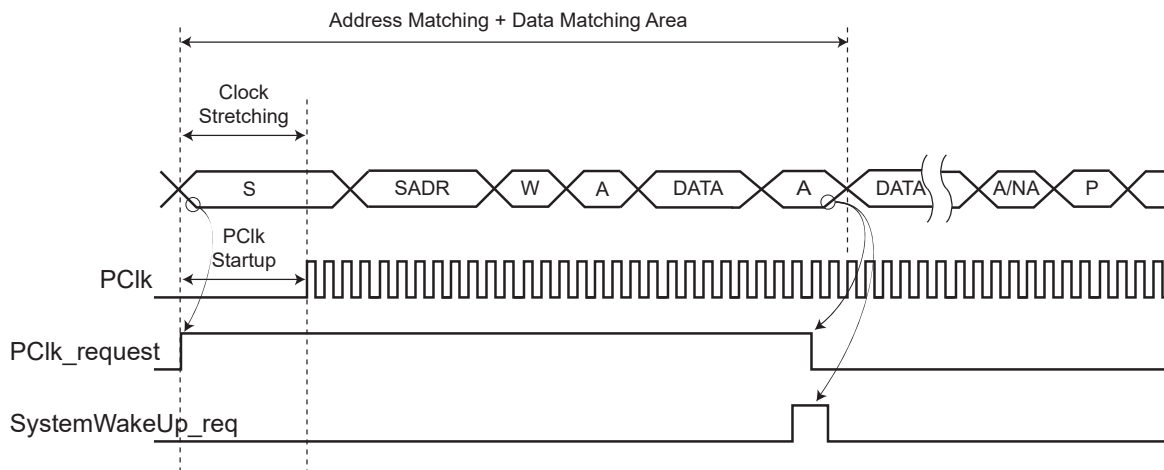 Address Matching + Data Matching Area
Clock
Stretching
S
SADR
W
A
DATA
A
DATA
A/NA
P
PClk
Startup
PClk
PClk_request
SystemWakeUp_req